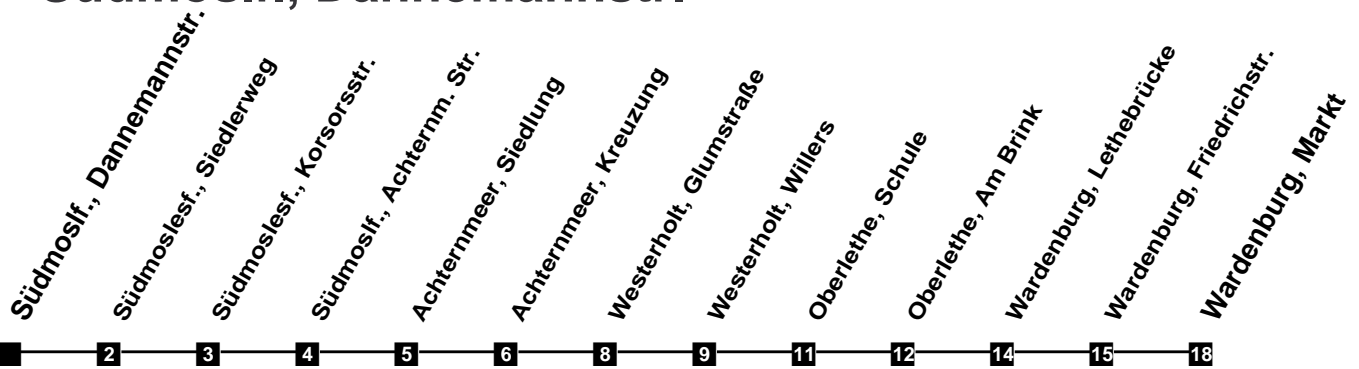 Südmoslf., Dannemannstr.
Südmoslf., Dannemannstr.
Südmoslesf., Siedlerweg
Südmoslesf., Korsorsstr.
Südmoslf., Achternm. Str.
Achternmeer, Siedlung
Achternmeer, Kreuzung
Westerholt, Glumstraße
Westerholt, Willers
Oberlethe, Schule
Oberlethe, Am Brink
Wardenburg, Lethebrücke
Wardenburg, Friedrichstr.
Wardenburg, Markt
2 3 4 5 6 8 9 11 12 14 15 18